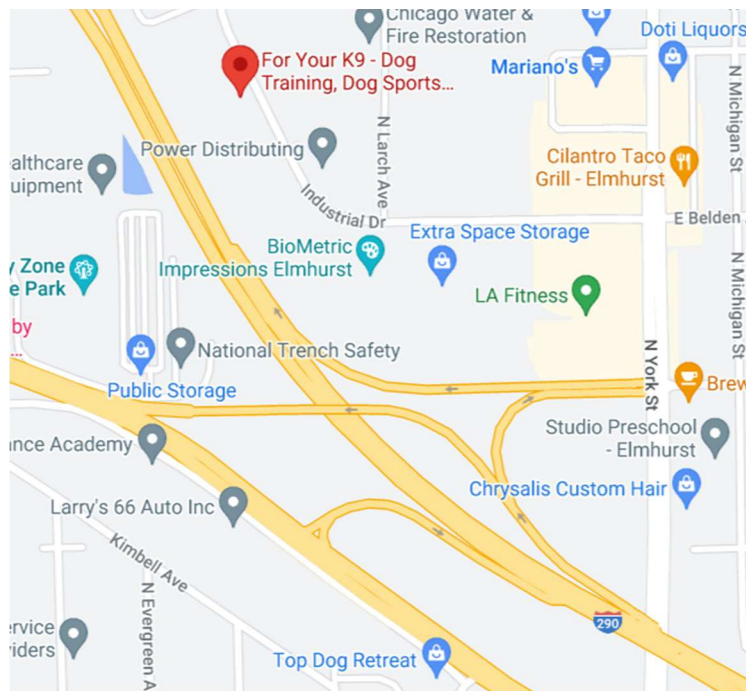 Chicago Water &
Fire Restoration
Doti Liquors
For Your K9 - Dog
Training, Dog Sports...
Mariano's
N Michigan St
N Larch Ave
Power Distributing
Cilantro Taco
Grill - Elmhurst
ealthcare
uipment
Industrial Dr
E Belden
Extra Space Storage
BioMetric
Impressions Elmhurst
y Zone
e Park
N Michigan St
LA Fitness
by
...
National Trench Safety
N York St
Public Storage
Brew
Studio Preschool
- Elmhurst
ance Academy
Chrysalis Custom Hair
Larry's 66 Auto Inc
Kimbell Ave
N Evergreen A
290
ervice
viders
Top Dog Retreat